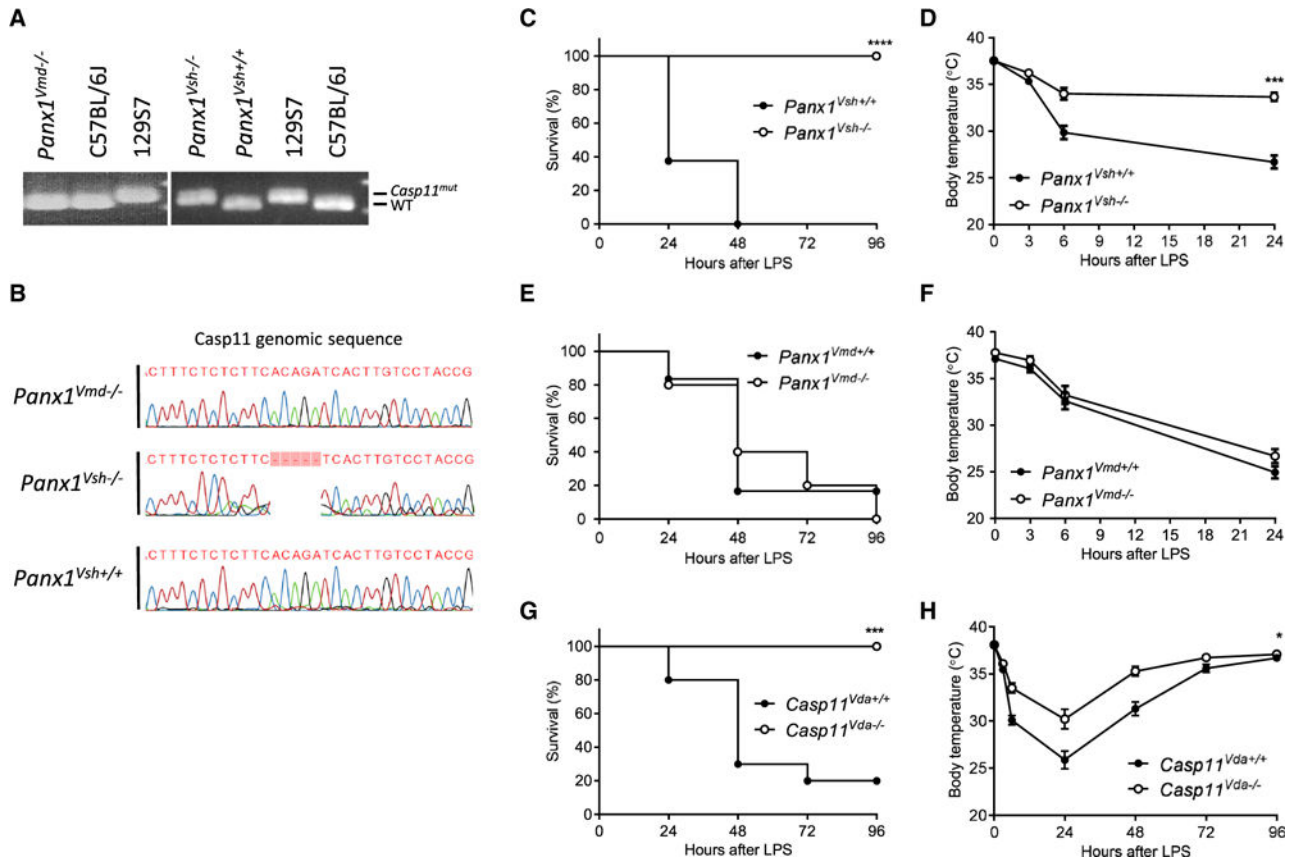 A
Panx1Vmd-/-
C57BL/6J
129S7
Panx1Vsh-/-
Panx1Vsh+/+
129S7
C57BL/6J
Casp11mut
WT
B
Casp11 genomic sequence
Panx1Vmd-/-
.CTTTCTCTCTTCACAGATCACTTGTCCTACCG
Panx1Vsh-/-
.CTTTCTCTCTTC-----TCACTTGTCCTACCG
Panx1Vsh+/+
.CTTTCTCTCTTCACAGATCACTTGTCCTACCG
C
Survival (%)
100
80
60
40
20
0
****
Panx1Vsh+/+
Panx1Vsh-/-
0 24 48 72 96
Hours after LPS
D
Body temperature (°C)
40
35
30
25
20
***
Panx1Vsh+/+
Panx1Vsh-/-
0 3 6 9 12 15 18 21 24
Hours after LPS
E
Survival (%)
100
80
60
40
20
0
Panx1Vmd+/+
Panx1Vmd-/-
0 24 48 72 96
Hours after LPS
F
Body temperature (°C)
40
35
30
25
20
Panx1Vmd+/+
Panx1Vmd-/-
0 3 6 9 12 15 18 21 24
Hours after LPS
G
Survival (%)
100
80
60
40
20
0
***
Casp11Vda+/+
Casp11Vda-/-
0 24 48 72 96
Hours after LPS
H
Body temperature (°C)
40
35
30
25
20
*
Casp11Vda+/+
Casp11Vda-/-
0 24 48 72 96
Hours after LPS